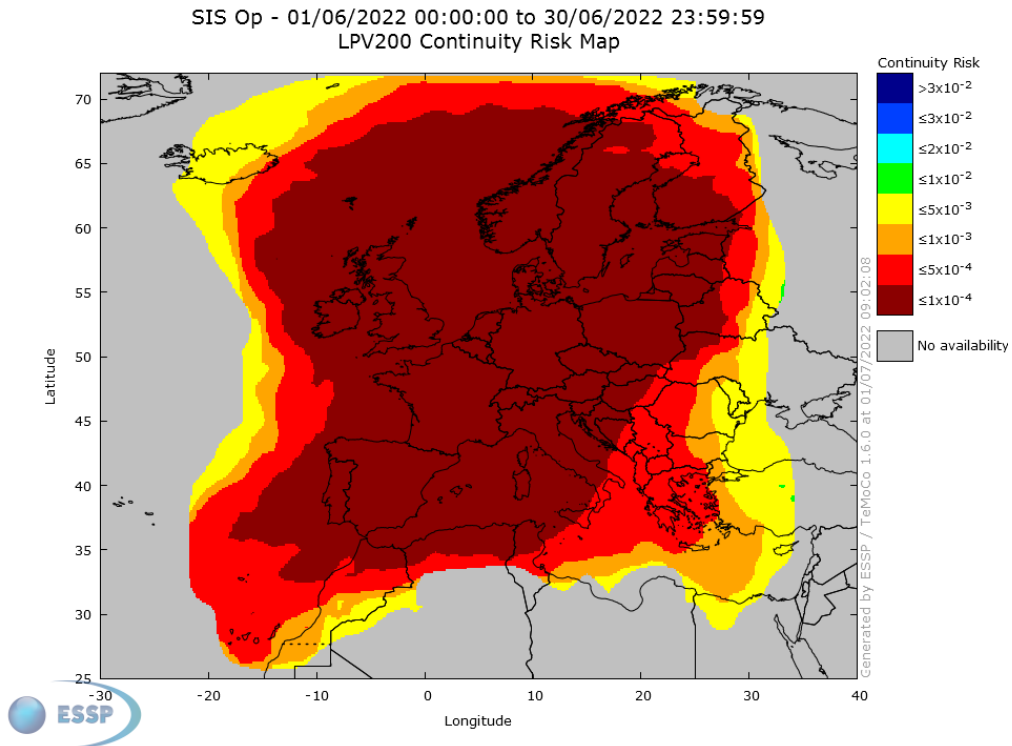 SIS Op - 01/06/2022 00:00:00 to 30/06/2022 23:59:59
LPV200 Continuity Risk Map
Continuity Risk
>3x10⁻²
≤3x10⁻²
≤2x10⁻²
≤1x10⁻²
≤5x10⁻³
≤1x10⁻³
≤5x10⁻⁴
≤1x10⁻⁴
No availability
70
65
60
55
50
45
40
35
30
25
Latitude
-30 -20 -10 0 10 20 30 40
Longitude
Generated by ESSP / TeMoCo 1.6.0 at 01/07/2022 09:02:08
ESSP